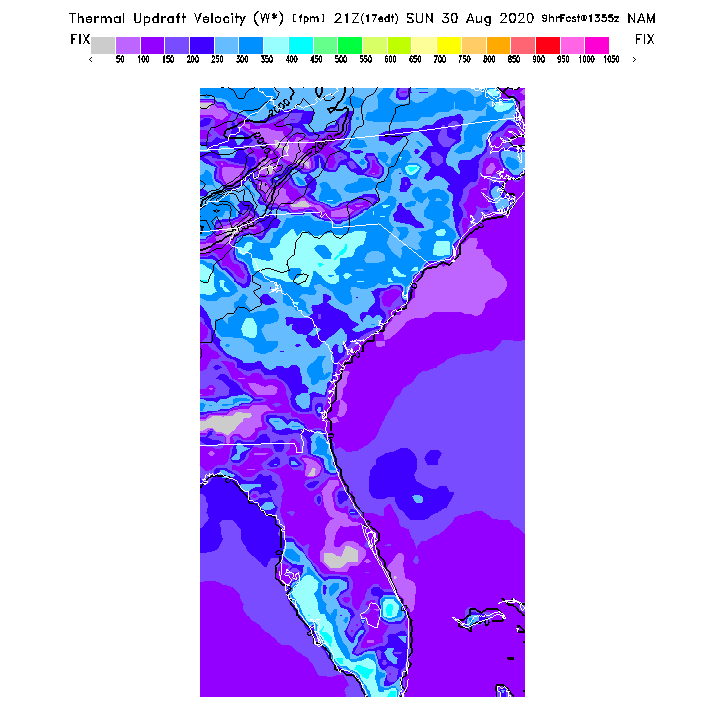 Thermal Updraft Velocity (W*) [fpm] 21Z(17edt) SUN 30 Aug 2020 9hrFcst@1355z NAM
FIX FIX
< 50 100 150 200 250 300 350 400 450 500 550 600 650 700 750 800 850 900 950 1000 1050 >